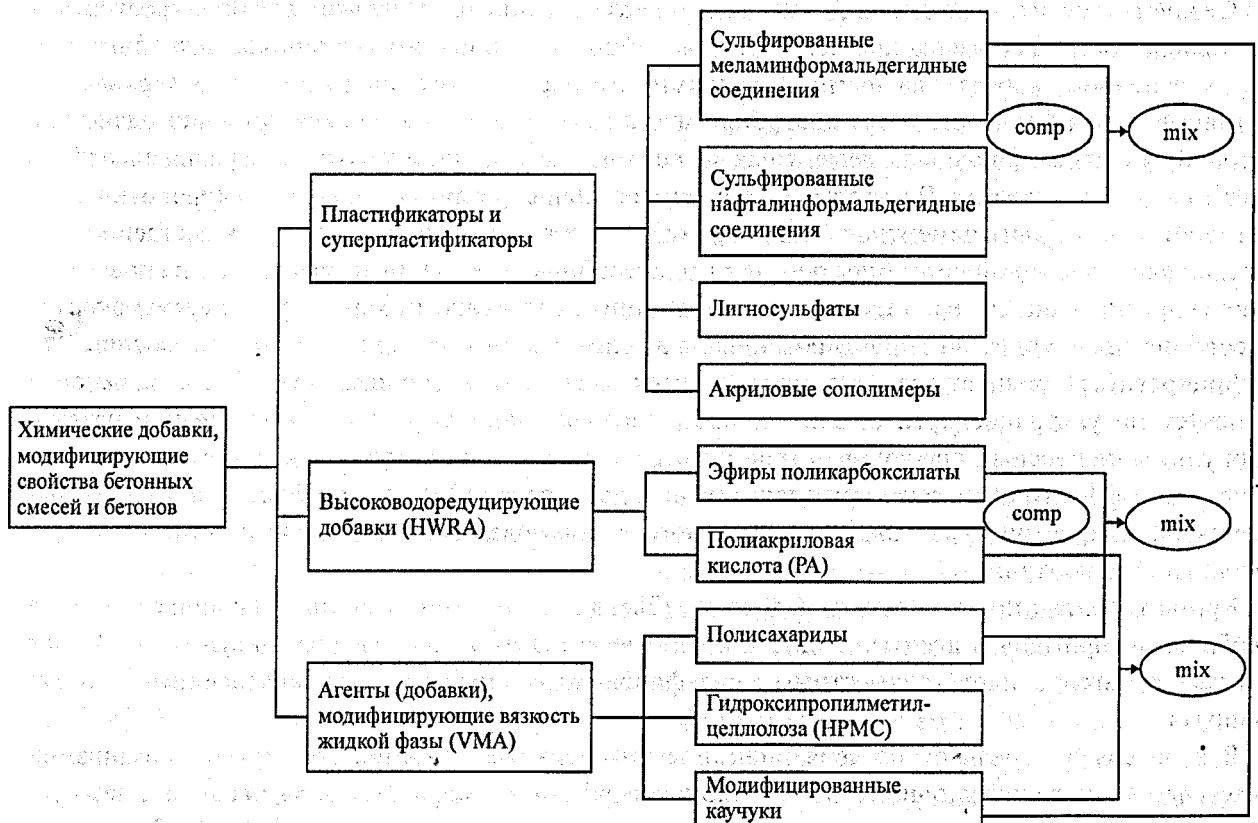 Химические добавки,
модифицирующие
свойства бетонных
смесей и бетонов
Пластификаторы и
суперпластификаторы
Сульфированные
меламинформальдегидные
соединения
Сульфированные
нафталинформальдегидные
соединения
comp
mix
Лигносульфаты
Акриловые сополимеры
Высоководоредуцирующие
добавки (HWRA)
Эфиры поликарбоксилаты
Полиакриловая
кислота (PA)
comp
mix
Агенты (добавки),
модифицирующие вязкость
жидкой фазы (VMA)
Полисахариды
Гидроксипропилметил-
целлюлоза (HPMC)
Модифицированные
каучуки
mix